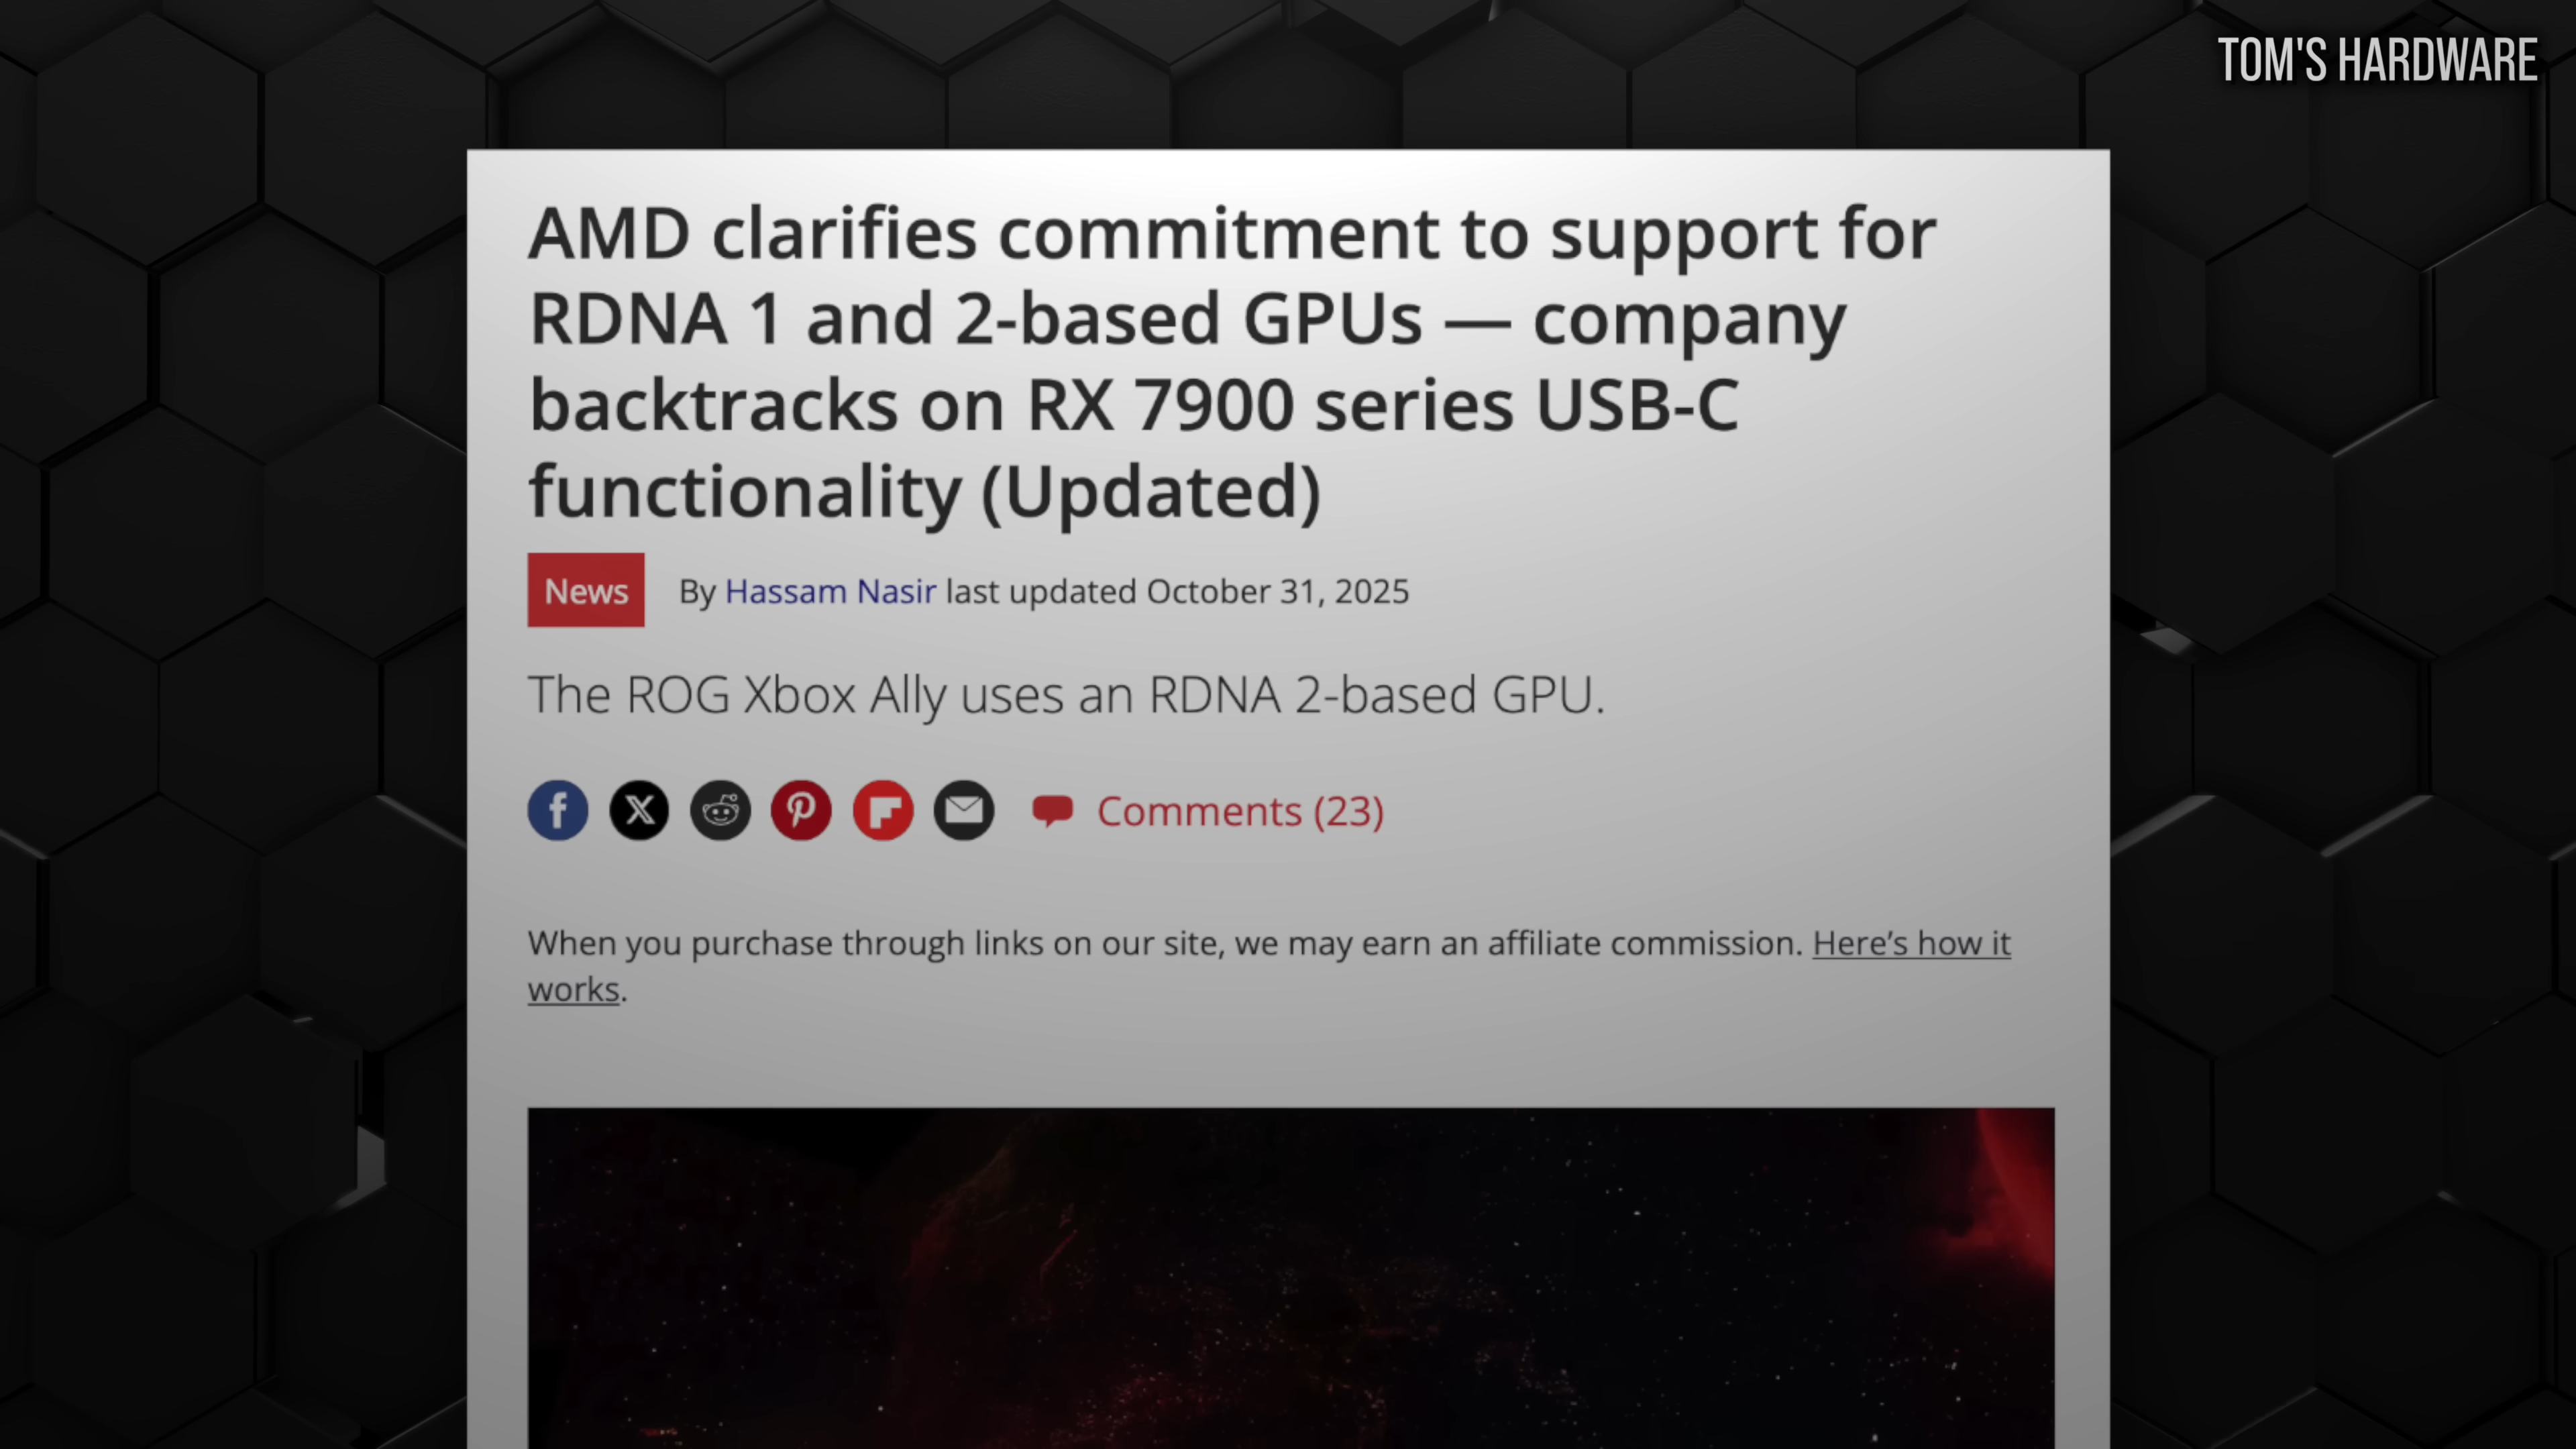 TOM'S HARDWARE
AMD clarifies commitment to support for
RDNA 1 and 2-based GPUs — company
backtracks on RX 7900 series USB-C
functionality (Updated)
News By Hassam Nasir last updated October 31, 2025
The ROG Xbox Ally uses an RDNA 2-based GPU.
Comments (23)
When you purchase through links on our site, we may earn an affiliate commission. Here’s how it
works.